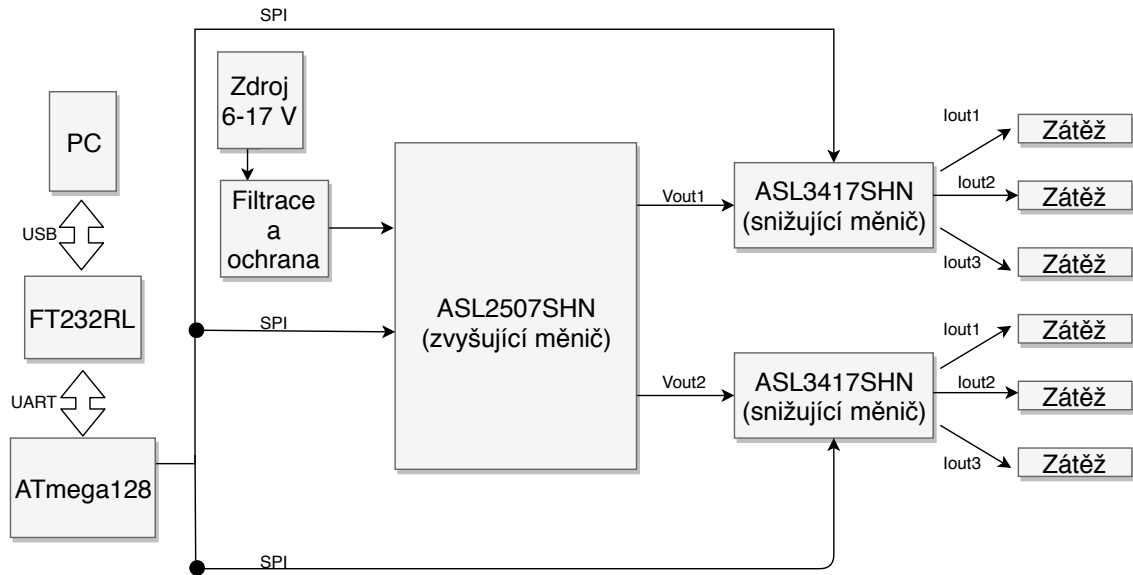 SPI
Zdroj
6-17 V
PC
USB
FT232RL
UART
ATmega128
Filtrace
a
ochrana
SPI
ASL2507SHN
(zvyšující měnič)
Vout1
Vout2
ASL3417SHN
(snižující měnič)
Iout1
Zátěž
Iout2
Zátěž
Iout3
Zátěž
ASL3417SHN
(snižující měnič)
Iout1
Zátěž
Iout2
Zátěž
Iout3
Zátěž
SPI